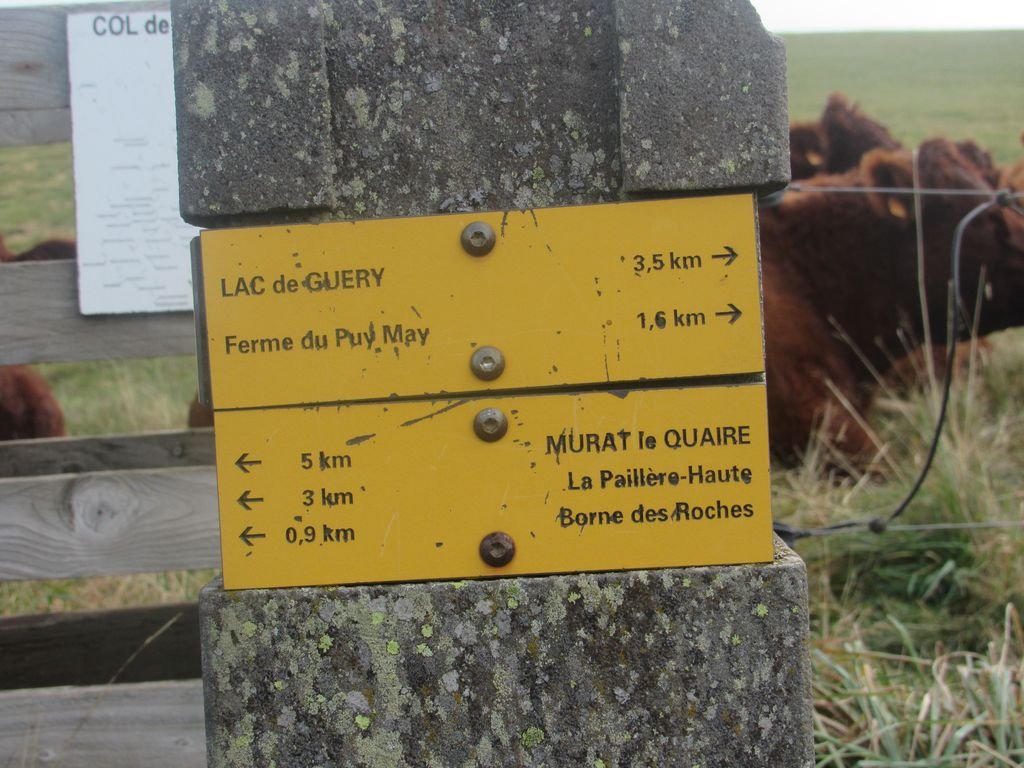 COL de
LAC de GUERY 3,5 km →
Ferme du Puy May 1,6 km →
← 5 km MURAT le QUAIRE
← 3 km La Paillère-Haute
← 0,9 km Borne des Roches